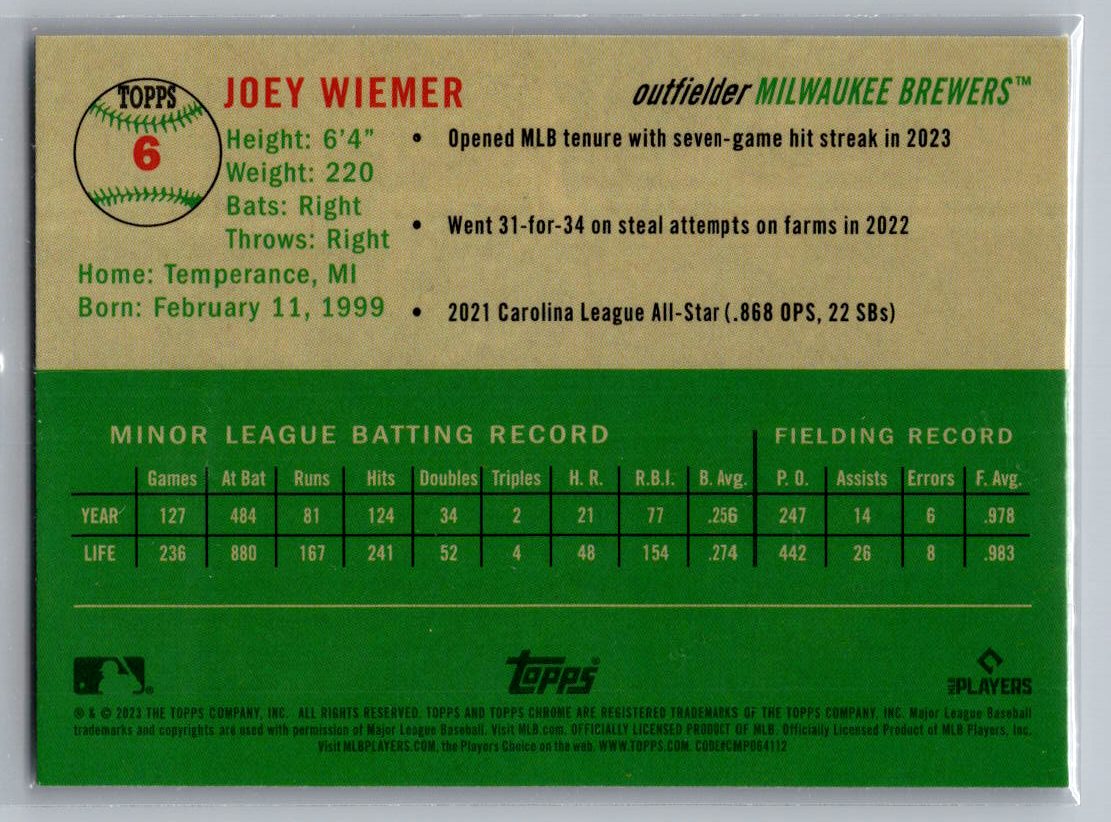 TOPPS
6
JOEY WIEMER
outfielder MILWAUKEE BREWERS™
Height: 6'4"
Weight: 220
Bats: Right
Throws: Right
Home: Temperance, MI
Born: February 11, 1999
• Opened MLB tenure with seven-game hit streak in 2023
• Went 31-for-34 on steal attempts on farms in 2022
• 2021 Carolina League All-Star (.868 OPS, 22 SBs)
MINOR LEAGUE BATTING RECORD FIELDING RECORD
Games At Bat Runs Hits Doubles Triples H. R. R.B.I. B. Avg. P. O. Assists Errors F. Avg.
YEAR 127 484 81 124 34 2 21 77 .256 247 14 6 .978
LIFE 236 880 167 241 52 4 48 154 .274 442 26 8 .983
TOPPS®
PLAYERS
® & © 2023 THE TOPPS COMPANY, INC. ALL RIGHTS RESERVED. TOPPS AND TOPPS CHROME ARE REGISTERED TRADEMARKS OF THE TOPPS COMPANY, INC. Major League Baseball
trademarks and copyrights are used with permission of Major League Baseball. Visit MLB.com. OFFICIALLY LICENSED PRODUCT OF MLB. Officially Licensed Product of MLB Players, Inc.
Visit MLBPLAYERS.COM, the Players Choice on the web. WWW.TOPPS.COM. CODE#CMP064112